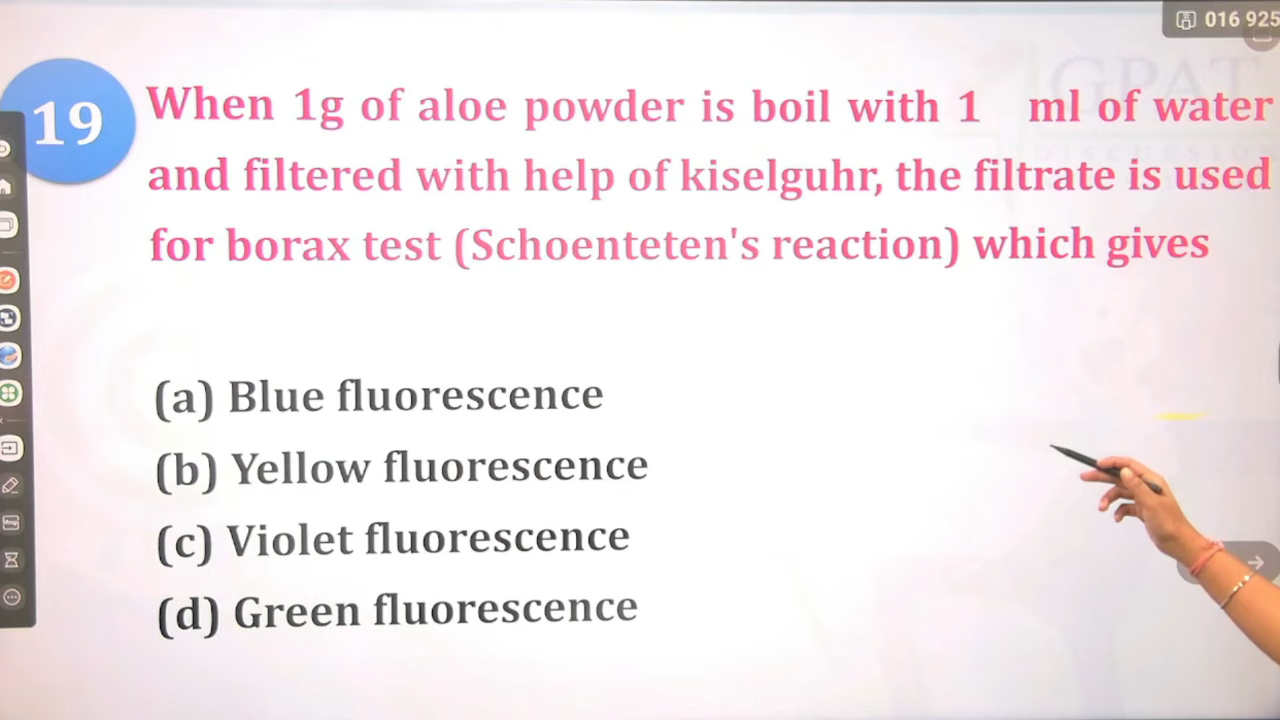 016 925
GPAT
19
When 1g of aloe powder is boil with 1 ml of water
and filtered with help of kiselguhr, the filtrate is used
for borax test (Schoenteten's reaction) which gives
(a) Blue fluorescence
(b) Yellow fluorescence
(c) Violet fluorescence
(d) Green fluorescence